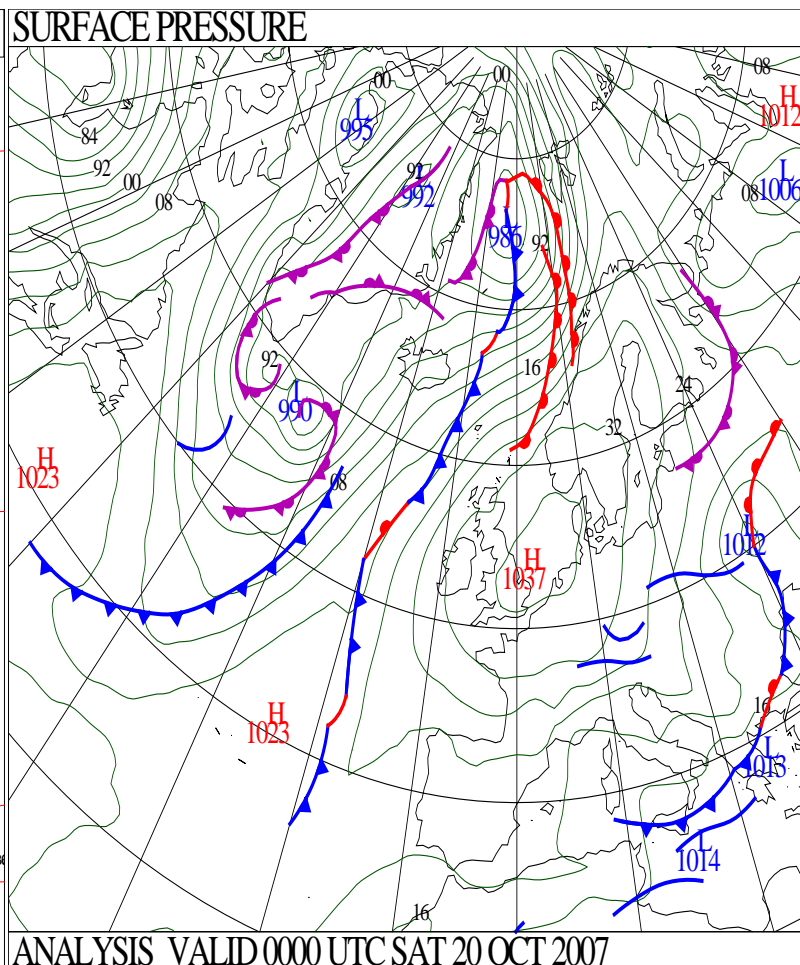 SURFACE PRESSURE
00
00
08
H
1012
L
995
84
92
00
08
92
L
992
L
1006
08
L
986
92
92
16
24
L
990
32
H
1023
08
L
1012
H
1037
H
1023
16
L
1013
L
1014
16
ANALYSIS VALID 0000 UTC SAT 20 OCT 2007